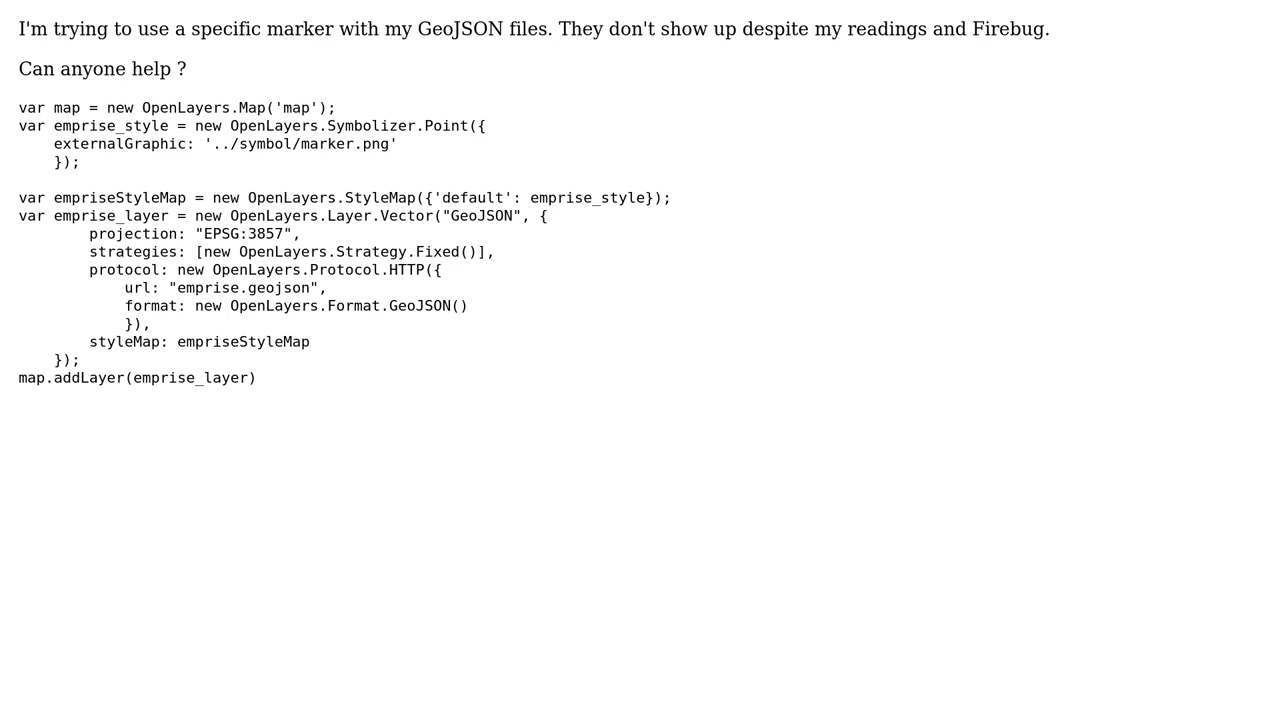 I'm trying to use a specific marker with my GeoJSON files. They don't show up despite my readings and Firebug.
Can anyone help ?
var map = new OpenLayers.Map('map');
var emprise_style = new OpenLayers.Symbolizer.Point({
    externalGraphic: '../symbol/marker.png'
    });

var empriseStyleMap = new OpenLayers.StyleMap({'default': emprise_style});
var emprise_layer = new OpenLayers.Layer.Vector("GeoJSON", {
        projection: "EPSG:3857",
        strategies: [new OpenLayers.Strategy.Fixed()],
        protocol: new OpenLayers.Protocol.HTTP({
            url: "emprise.geojson",
            format: new OpenLayers.Format.GeoJSON()
            }),
        styleMap: empriseStyleMap
    });
map.addLayer(emprise_layer)